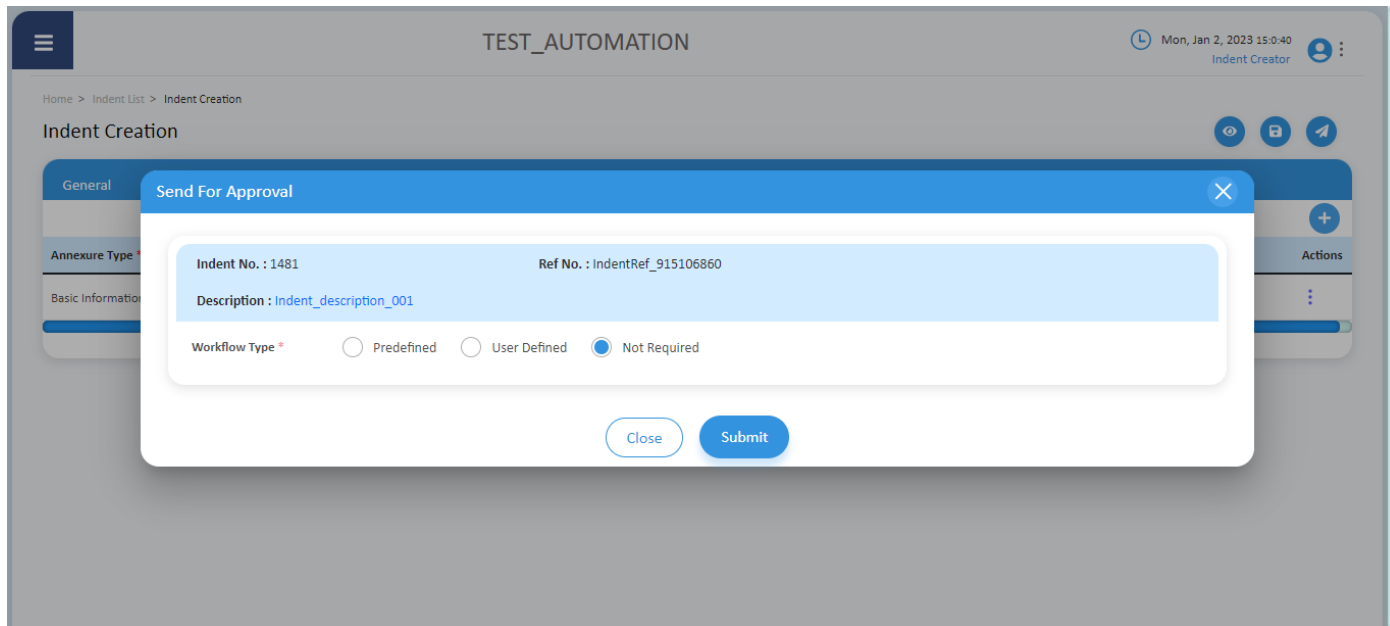 TEST_AUTOMATION
Mon, Jan 2, 2023 15:0:40
Indent Creator
Home > Indent List > Indent Creation
Indent Creation
General
Send For Approval
Annexure Type *
Actions
Indent No. : 1481 Ref No. : IndentRef_915106860
Description : Indent_description_001
Basic Information
Workflow Type * Predefined User Defined Not Required
Close Submit